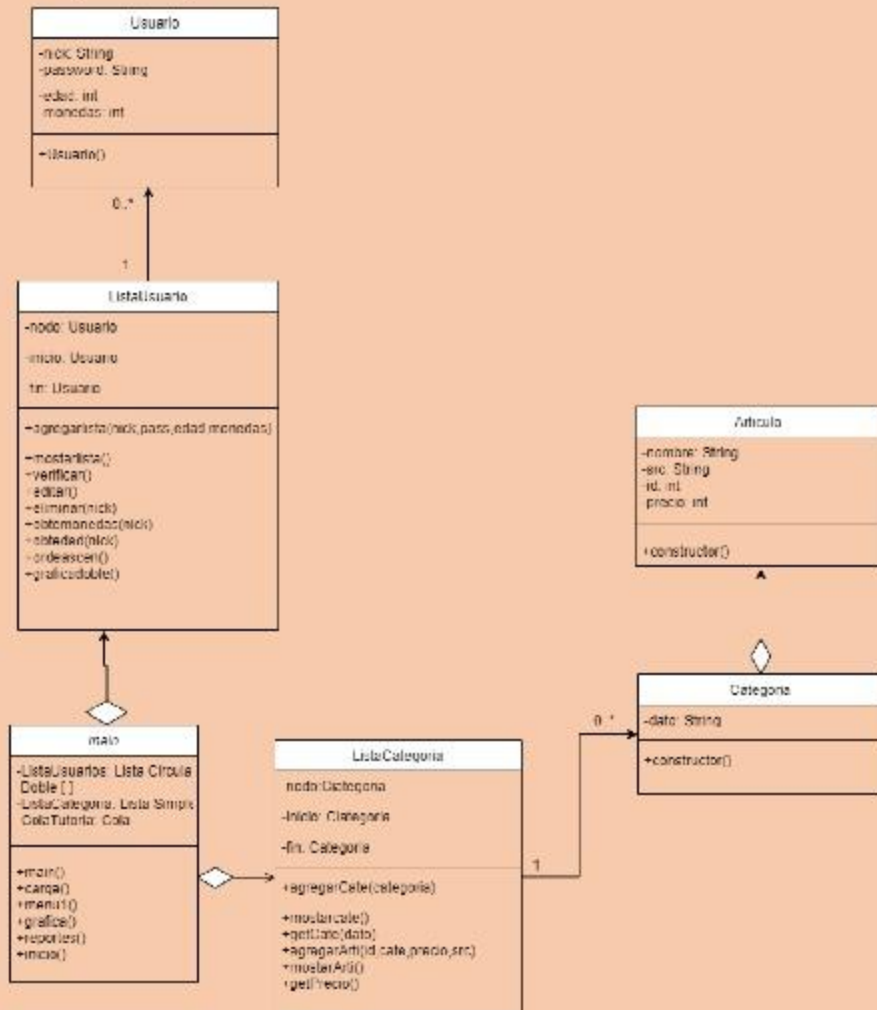 Usuario
-nick: String
-password: String
-edad: int
monedas: int
+Usuario()
0..*
1
ListaUsuario
-nodo: Usuario
-inicio: Usuario
fin: Usuario
+agregarlista(nick,pass,edad,monedas)
+mostarlista()
+verificar()
+editar()
+eliminar(nick)
+obtemonedas(nick)
+obteded(nick)
+ordeascen()
+graficadoble()
Articulo
-nombre: String
-src: String
-id: int
-precio: int
+constructor()
Categoria
-dato: String
+constructor()
main
-ListaUsuarios: Lista Circula
Doble [ ]
-ListaCategoria: Lista Simple
ColaTutoria: Cola
+main()
+carga()
+menu1()
+grafica()
+reportes()
+inicio()
ListaCategoria
nodo:Categoria
-inicio: Categoria
-fin: Categoria
+agregarCate(categoria)
+mostarcate()
+getCate(dato)
+agregarArti(id,cate,precio,src)
+mostarArti()
+getPrecio()
1
0..*